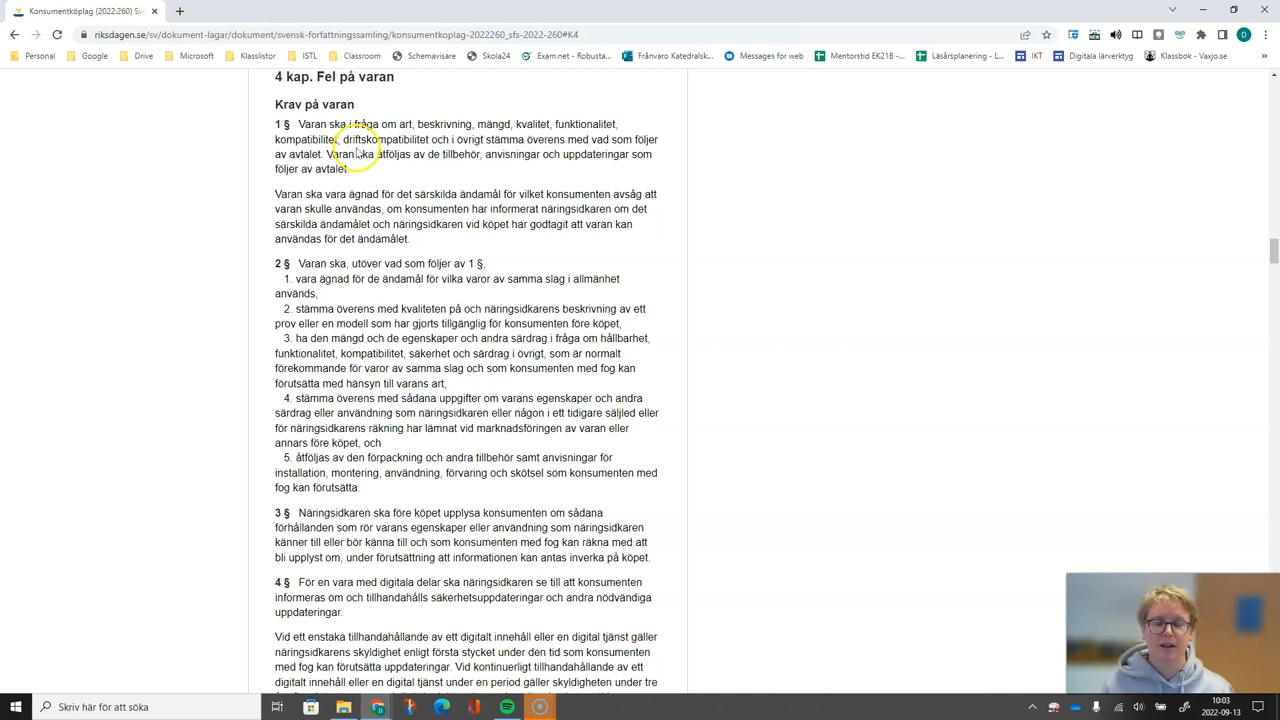 Konsumentköplag (2022:260) Sve
riksdagen.se/sv/dokument-lagar/dokument/svensk-forfattningssamling/konsumentkoplag-2022260_sfs-2022-260#K4
D
Personal
Google
Drive
Microsoft
Klasslistor
ISTL
Classroom
Schemavisare
Skola24
Exam.net - Robusta...
Frånvaro Katedralsk...
Messages for web
Mentorstid EK21B -...
Läsårsplanering – L...
IKT
Digitala lärverktyg
Klassbok - Vaxjo.se
»
4 kap. Fel på varan
Krav på varan
1 § Varan ska i fråga om art, beskrivning, mängd, kvalitet, funktionalitet,
kompatibilitet, driftskompatibilitet och i övrigt stämma överens med vad som följer
av avtalet. Varan ska åtföljas av de tillbehör, anvisningar och uppdateringar som
följer av avtalet.
Varan ska vara ägnad för det särskilda ändamål för vilket konsumenten avsåg att
varan skulle användas, om konsumenten har informerat näringsidkaren om det
särskilda ändamålet och näringsidkaren vid köpet har godtagit att varan kan
användas för det ändamålet.
2 § Varan ska, utöver vad som följer av 1 §,
1. vara ägnad för de ändamål för vilka varor av samma slag i allmänhet
används,
2. stämma överens med kvaliteten på och näringsidkarens beskrivning av ett
prov eller en modell som har gjorts tillgänglig för konsumenten före köpet,
3. ha den mängd och de egenskaper och andra särdrag i fråga om hållbarhet,
funktionalitet, kompatibilitet, säkerhet och särdrag i övrigt, som är normalt
förekommande för varor av samma slag och som konsumenten med fog kan
förutsätta med hänsyn till varans art,
4. stämma överens med sådana uppgifter om varans egenskaper och andra
särdrag eller användning som näringsidkaren eller någon i ett tidigare säljled eller
för näringsidkarens räkning har lämnat vid marknadsföringen av varan eller
annars före köpet, och
5. åtföljas av den förpackning och andra tillbehör samt anvisningar för
installation, montering, användning, förvaring och skötsel som konsumenten med
fog kan förutsätta.
3 § Näringsidkaren ska före köpet upplysa konsumenten om sådana
förhållanden som rör varans egenskaper eller användning som näringsidkaren
känner till eller bör känna till och som konsumenten med fog kan räkna med att
bli upplyst om, under förutsättning att informationen kan antas inverka på köpet.
4 § För en vara med digitala delar ska näringsidkaren se till att konsumenten
informeras om och tillhandahålls säkerhetsuppdateringar och andra nödvändiga
uppdateringar.
Vid ett enstaka tillhandahållande av ett digitalt innehåll eller en digital tjänst gäller
näringsidkarens skyldighet enligt första stycket under den tid som konsumenten
med fog kan förutsätta uppdateringar. Vid kontinuerligt tillhandahållande av ett
digitalt innehåll eller en digital tjänst under en period gäller skyldigheten under tre
Skriv här för att söka
10:03
2022-09-13